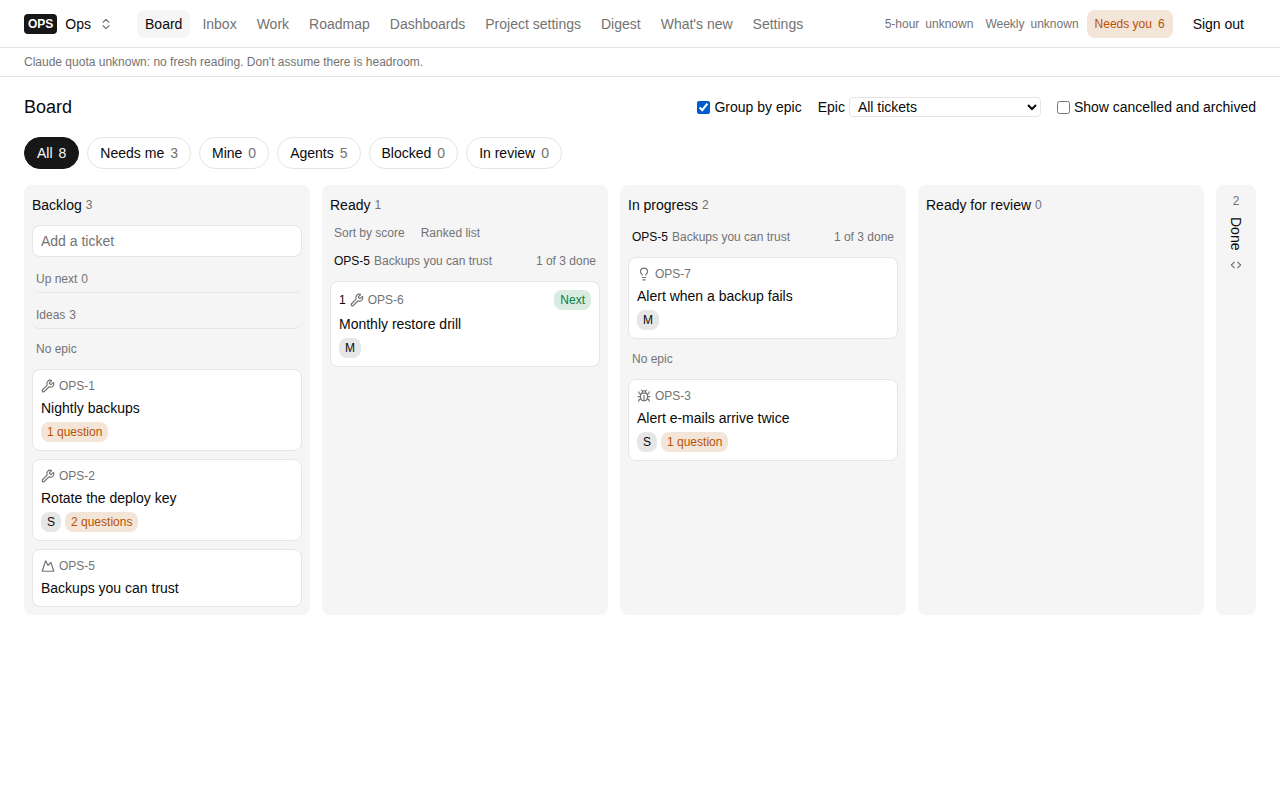 OPS Ops Board Inbox Work Roadmap Dashboards Project settings Digest What's new Settings 5-hour unknown Weekly unknown Needs you 6 Sign out
Claude quota unknown: no fresh reading. Don't assume there is headroom.
Board Group by epic Epic All tickets Show cancelled and archived
All 8 Needs me 3 Mine 0 Agents 5 Blocked 0 In review 0
Backlog 3
Add a ticket
Up next 0
Ideas 3
No epic
OPS-1
Nightly backups
1 question
OPS-2
Rotate the deploy key
S 2 questions
OPS-5
Backups you can trust
Ready 1
Sort by score Ranked list
OPS-5 Backups you can trust 1 of 3 done
1 OPS-6 Next
Monthly restore drill
M
In progress 2
OPS-5 Backups you can trust 1 of 3 done
OPS-7
Alert when a backup fails
M
No epic
OPS-3
Alert e-mails arrive twice
S 1 question
Ready for review 0
2
Done